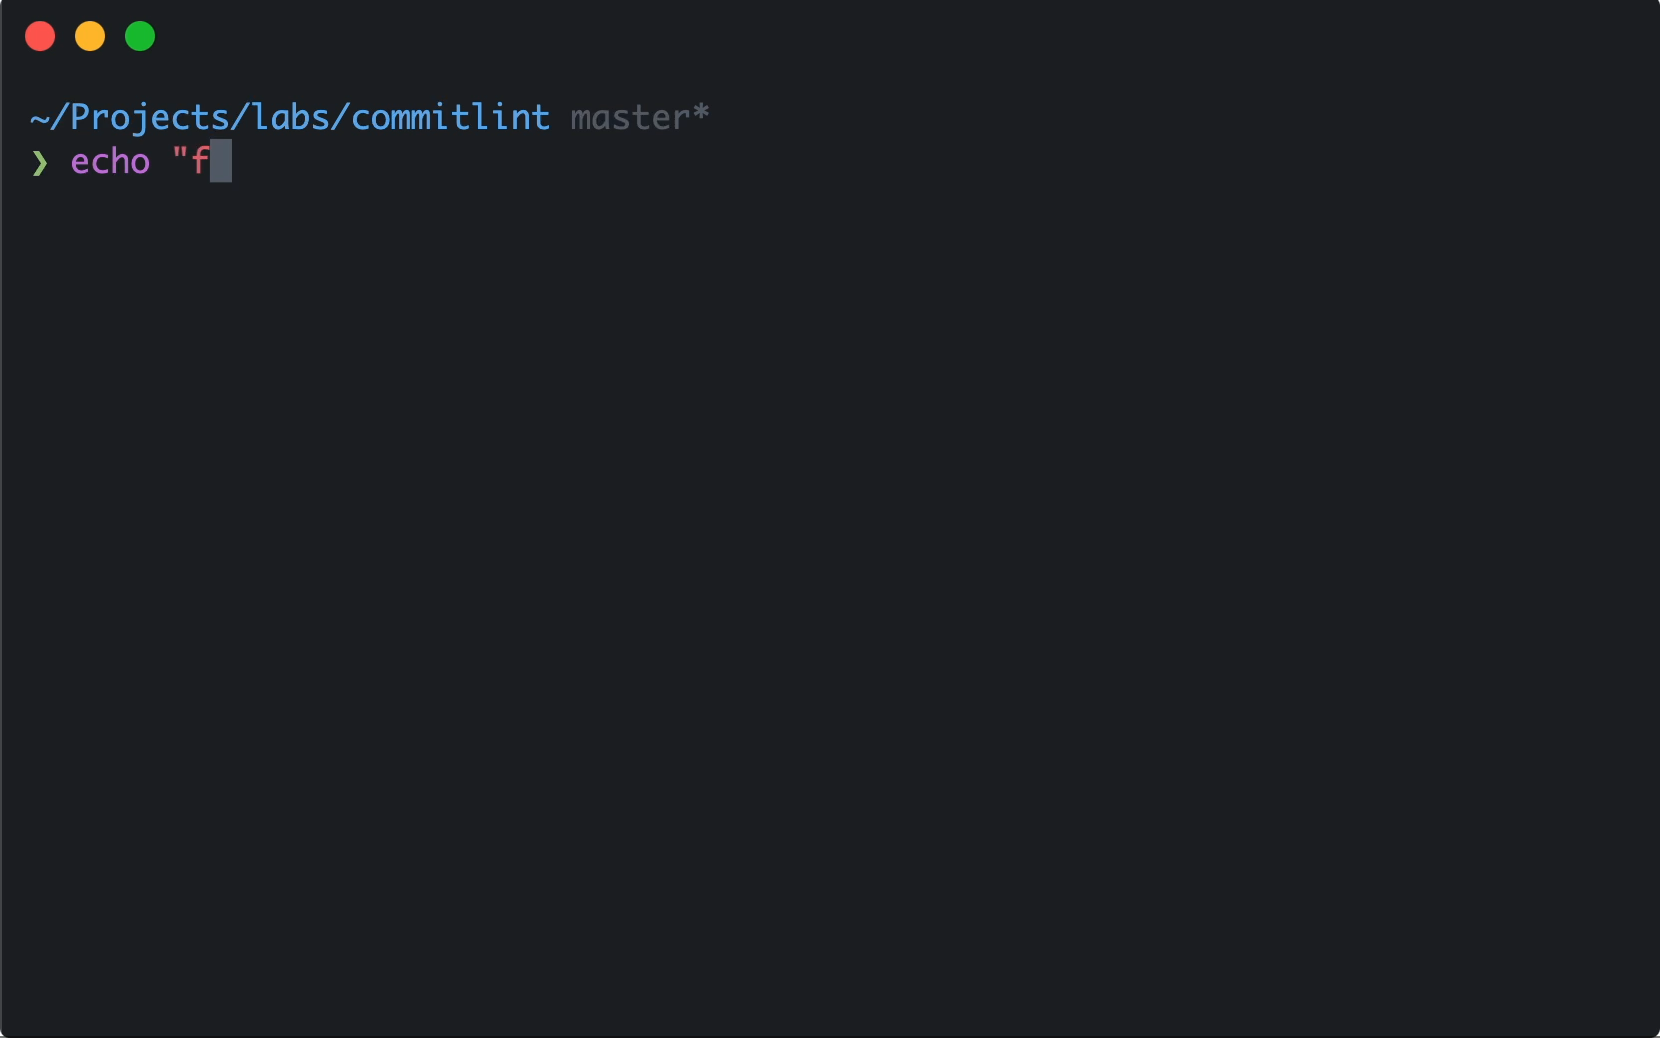 ~/Projects/labs/commitlint master*
❯ echo "f